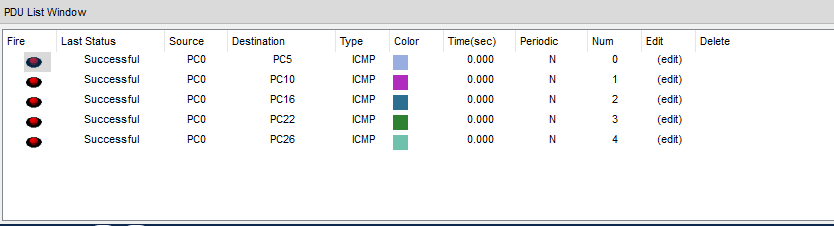 PDU List Window
Fire Last Status Source Destination Type Color Time(sec) Periodic Num Edit Delete
Successful PC0 PC5 ICMP 0.000 N 0 (edit)
Successful PC0 PC10 ICMP 0.000 N 1 (edit)
Successful PC0 PC16 ICMP 0.000 N 2 (edit)
Successful PC0 PC22 ICMP 0.000 N 3 (edit)
Successful PC0 PC26 ICMP 0.000 N 4 (edit)